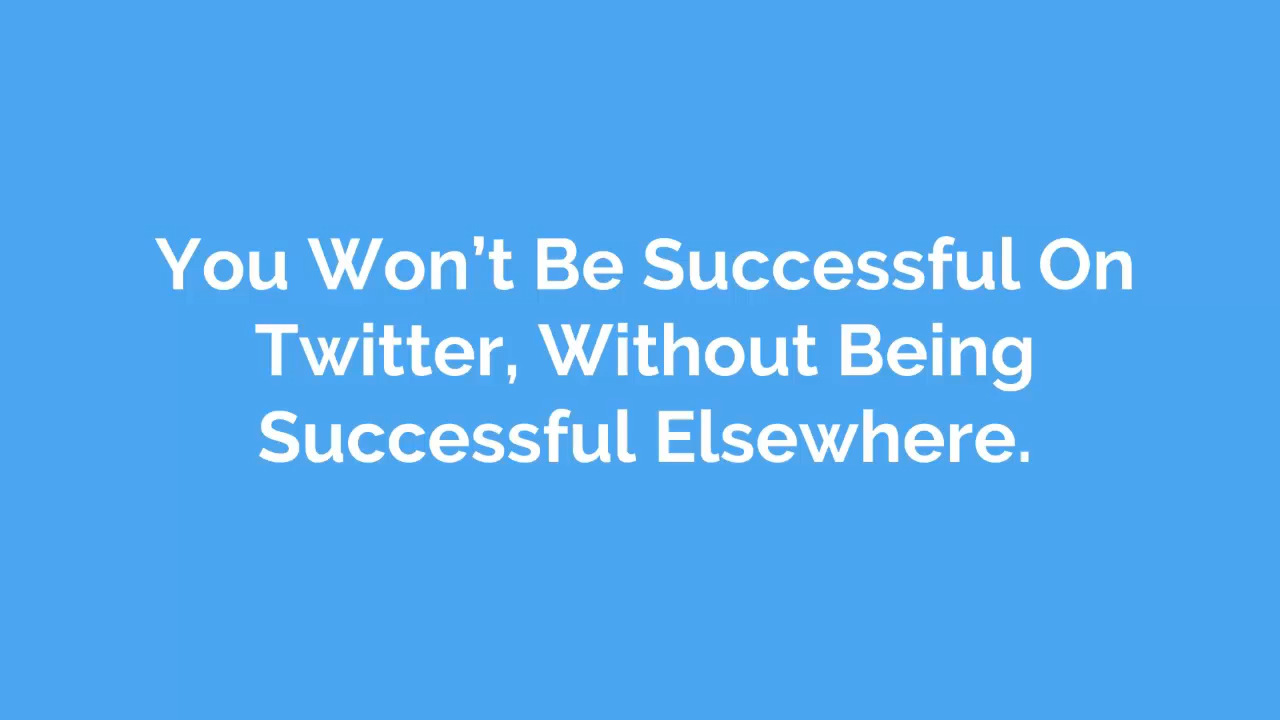 You Won’t Be Successful On
Twitter, Without Being
Successful Elsewhere.